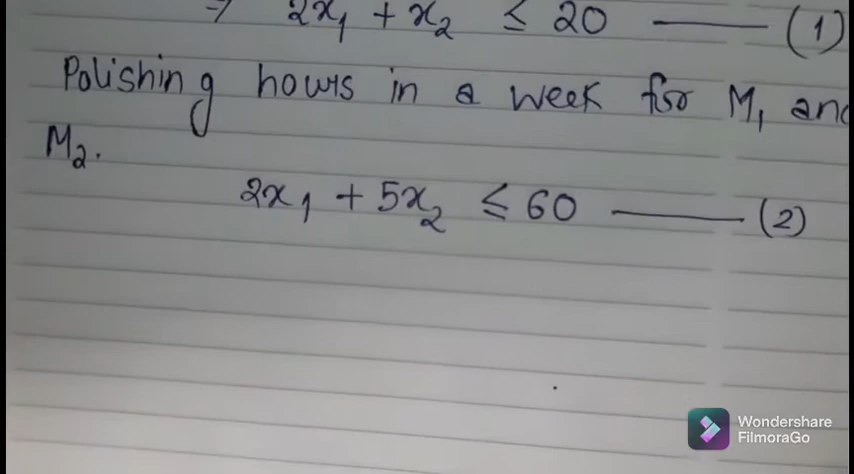 ⇒ 2x₁ + x₂ ≤ 20 —— (1)
Polishing hours in a week for M₁ and
M₂.
2x₁ + 5x₂ ≤ 60 —— (2)
Wondershare
FilmoraGo